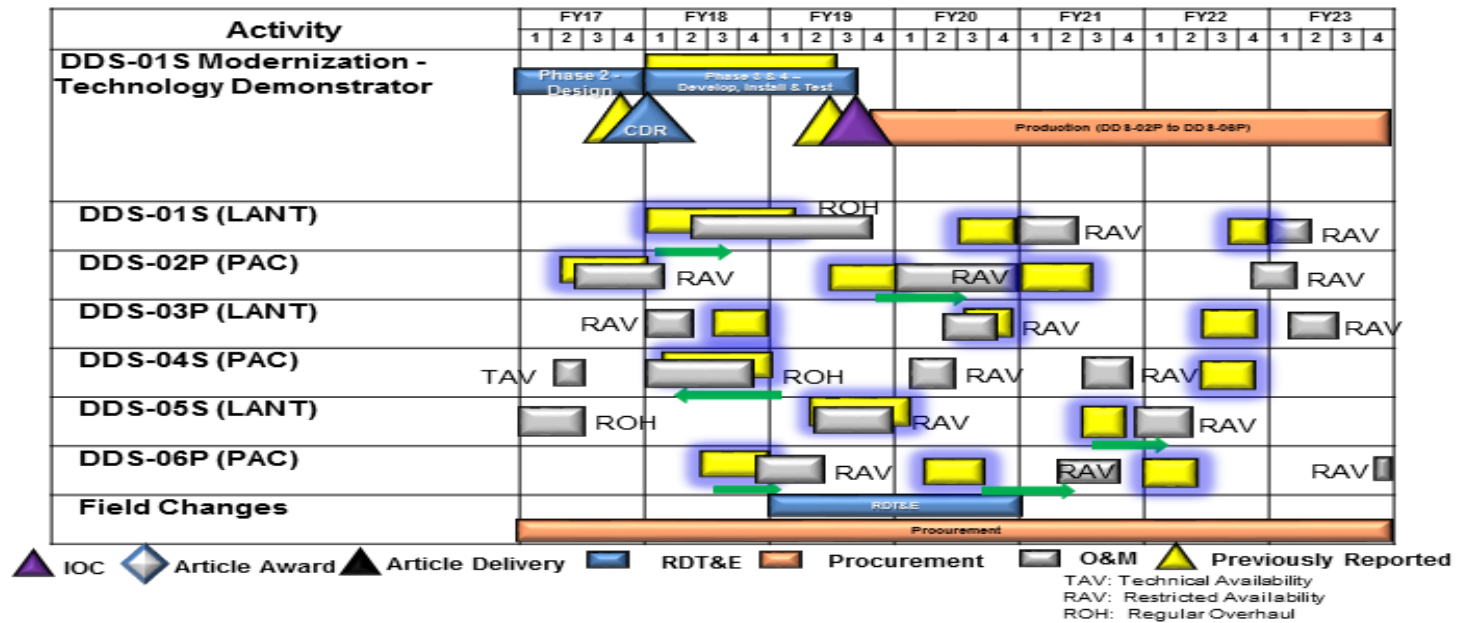 Activity
FY17 FY18 FY19 FY20 FY21 FY22 FY23
1 2 3 4 1 2 3 4 1 2 3 4 1 2 3 4 1 2 3 4 1 2 3 4 1 2 3 4
DDS-01S Modernization -
Technology Demonstrator
Phase 2 -
Design
Phase 3 & 4 –
Develop, Install & Test
CDR
Production (DDS-02P to DDS-06P)
DDS-01S (LANT)
ROH
RAV
RAV
DDS-02P (PAC)
RAV
RAV
RAV
DDS-03P (LANT)
RAV
RAV
RAV
DDS-04S (PAC)
TAV
ROH
RAV
RAV
DDS-05S (LANT)
ROH
RAV
RAV
DDS-06P (PAC)
RAV
RAV
RAV
Field Changes
RDT&E
Procurement
IOC Article Award Article Delivery RDT&E Procurement O&M Previously Reported
TAV: Technical Availability
RAV: Restricted Availability
ROH: Regular Overhaul